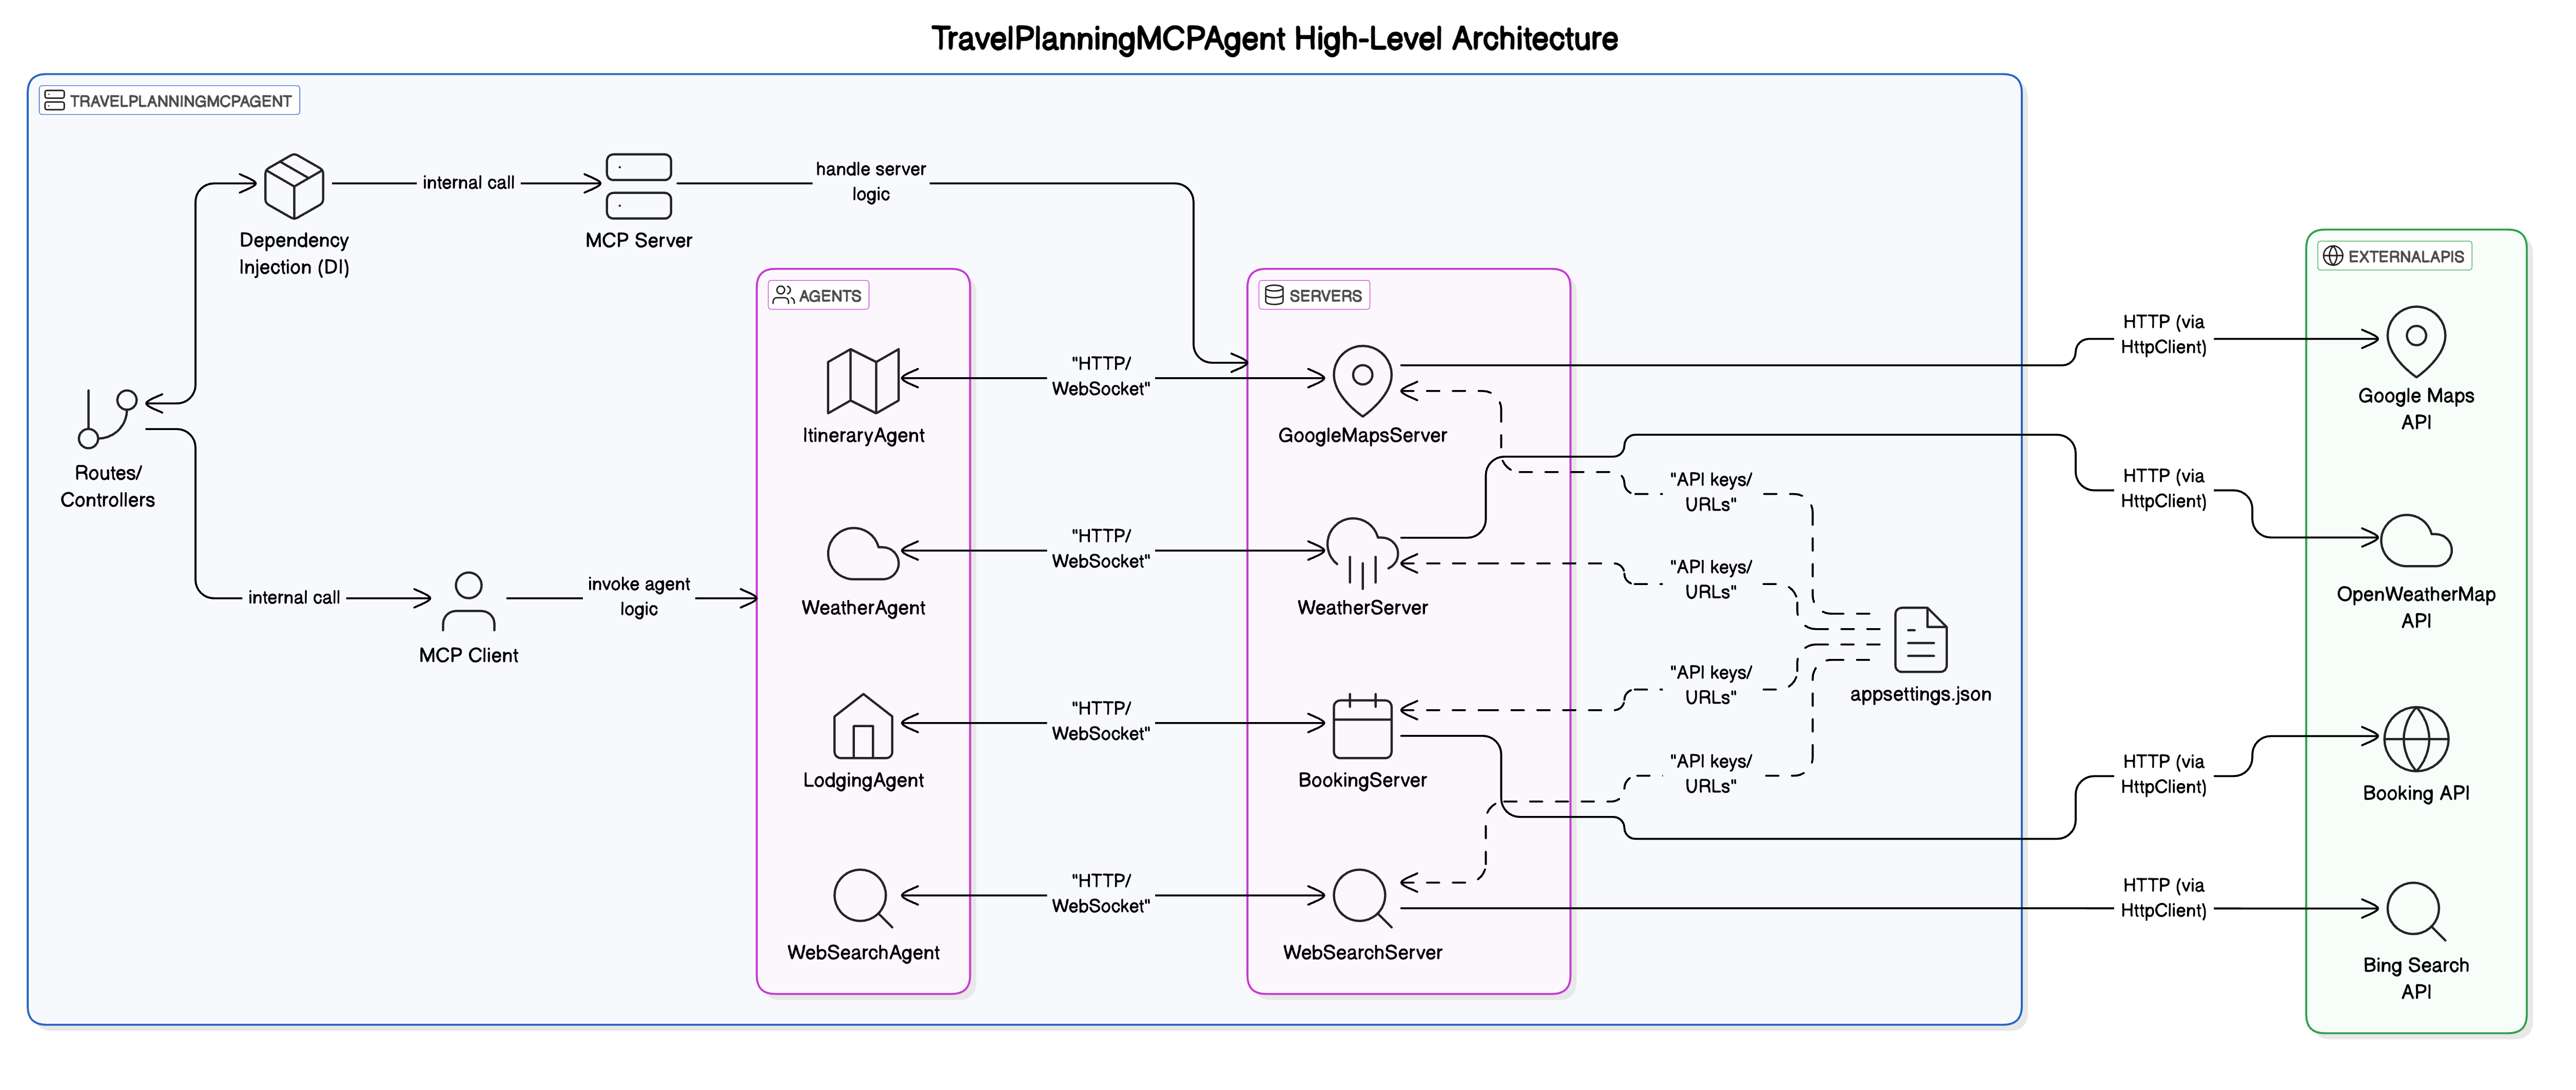 TravelPlanningMCPAgent High-Level Architecture
TRAVELPLANNINGMCPAGENT
Dependency
Injection (DI)
internal call
MCP Server
handle server
logic
Routes/
Controllers
internal call
MCP Client
invoke agent
logic
AGENTS
ItineraryAgent
WeatherAgent
LodgingAgent
WebSearchAgent
"HTTP/
WebSocket"
"HTTP/
WebSocket"
"HTTP/
WebSocket"
"HTTP/
WebSocket"
SERVERS
GoogleMapsServer
WeatherServer
BookingServer
WebSearchServer
"API keys/
URLs"
"API keys/
URLs"
"API keys/
URLs"
"API keys/
URLs"
appsettings.json
HTTP (via
HttpClient)
HTTP (via
HttpClient)
HTTP (via
HttpClient)
HTTP (via
HttpClient)
EXTERNALAPIS
Google Maps
API
OpenWeatherMap
API
Booking API
Bing Search
API